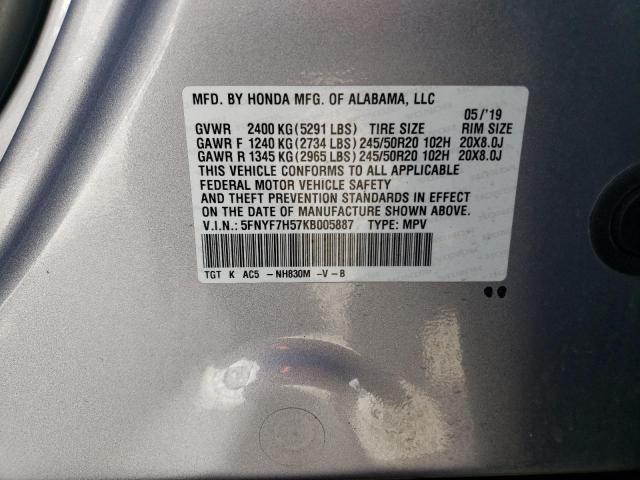 MFD. BY HONDA MFG. OF ALABAMA, LLC
05/'19
GVWR 2400 KG (5291 LBS) TIRE SIZE RIM SIZE
GAWR F 1240 KG (2734 LBS) 245/50R20 102H 20X8.0J
GAWR R 1345 KG (2965 LBS) 245/50R20 102H 20X8.0J
THIS VEHICLE CONFORMS TO ALL APPLICABLE
FEDERAL MOTOR VEHICLE SAFETY
AND THEFT PREVENTION STANDARDS IN EFFECT
ON THE DATE OF MANUFACTURE SHOWN ABOVE.
V.I.N.: 5FNYF7H57KB005887 TYPE: MPV
TGT K AC5 -NH830M -V-B